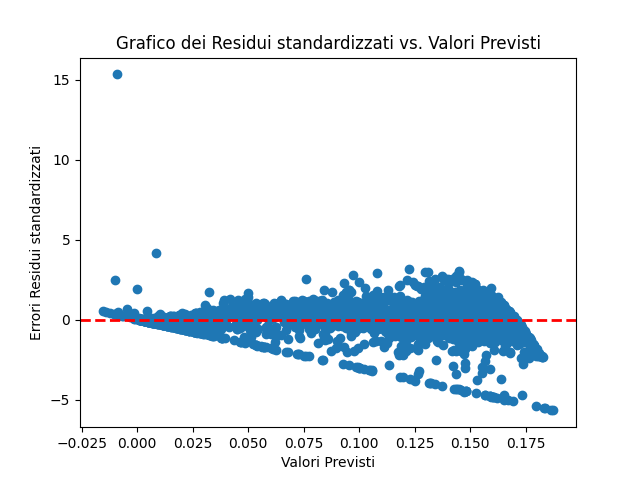 Grafico dei Residui standardizzati vs. Valori Previsti
15
10
5
0
−5
Errori Residui standardizzati
−0.025 0.000 0.025 0.050 0.075 0.100 0.125 0.150 0.175
Valori Previsti